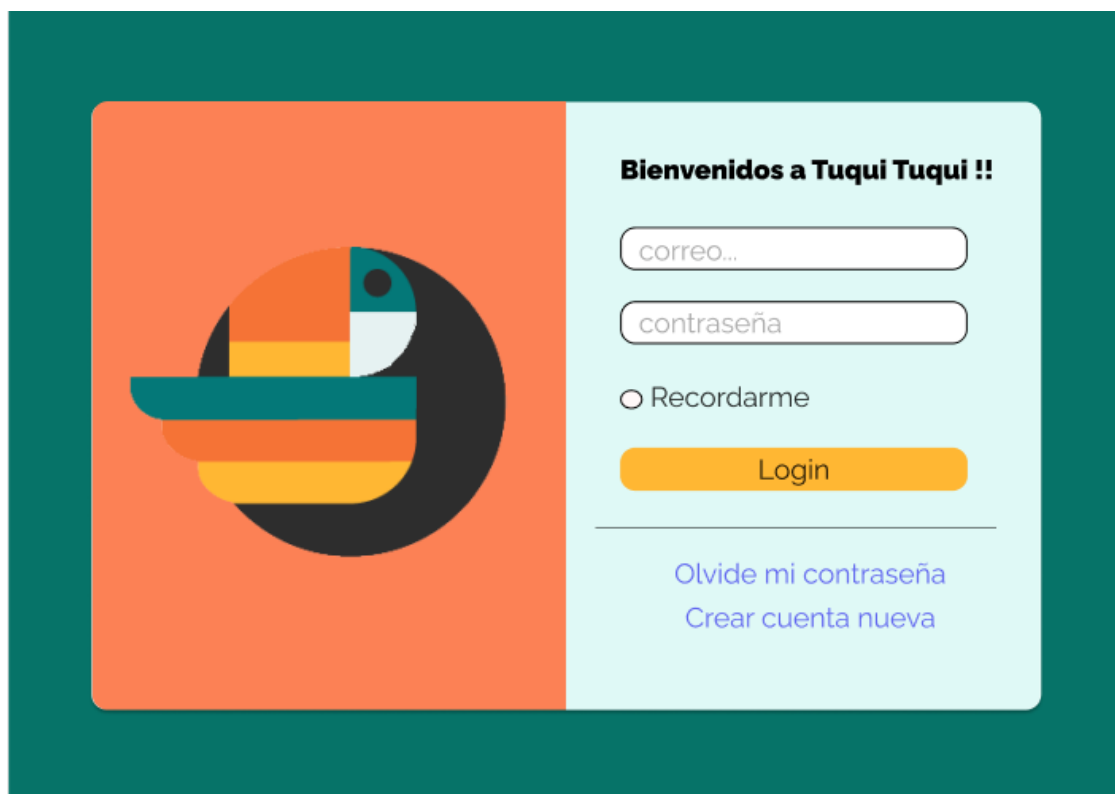 Bienvenidos a Tuqui Tuqui !!
correo...
contraseña
Recordarme
Login
Olvide mi contraseña
Crear cuenta nueva